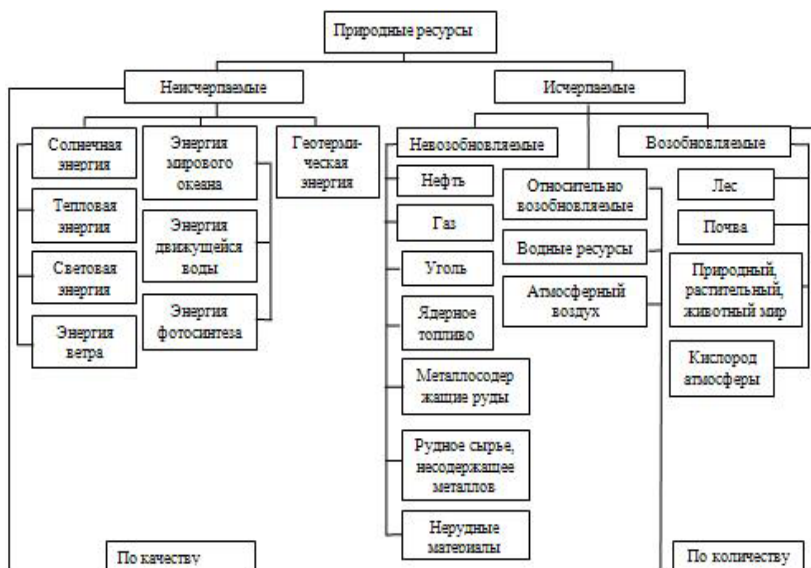 Природные ресурсы
Неисчерпаемые
Исчерпаемые
Солнечная
энергия
Тепловая
энергия
Световая
энергия
Энергия
ветра
Энергия
мирового
океана
Энергия
движущейся
воды
Энергия
фотосинтеза
Геотерми-
ческая
энергия
Невозобновляемые
Нефть
Газ
Уголь
Ядерное
топливо
Металлосодер
жащие руды
Рудное сырье,
несодержащее
металлов
Нерудные
материалы
Относительно
возобновляемые
Водные ресурсы
Атмосферный
воздух
Возобновляемые
Лес
Почва
Природный,
растительный,
животный мир
Кислород
атмосферы
По качеству
По количеству